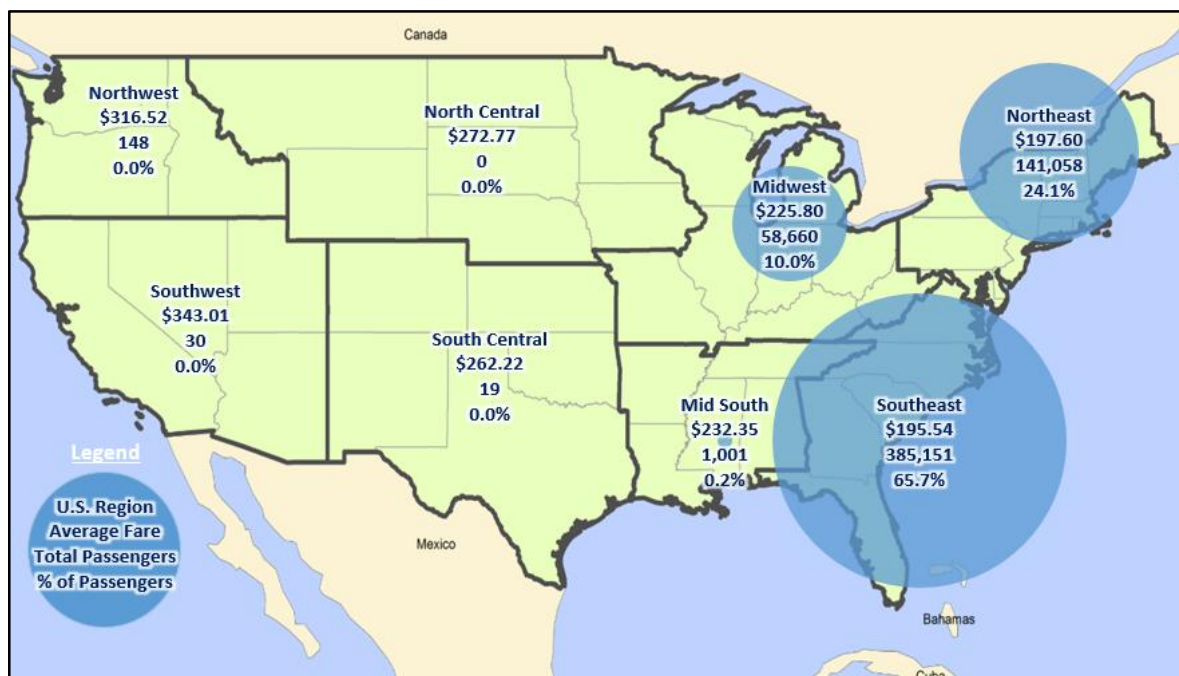 Canada
Northwest
$316.52
148
0.0%
North Central
$272.77
0
0.0%
Northeast
$197.60
141,058
24.1%
Midwest
$225.80
58,660
10.0%
Southwest
$343.01
30
0.0%
South Central
$262.22
19
0.0%
Mid South
$232.35
1,001
0.2%
Southeast
$195.54
385,151
65.7%
Legend
U.S. Region
Average Fare
Total Passengers
% of Passengers
Mexico
Bahamas
Cuba